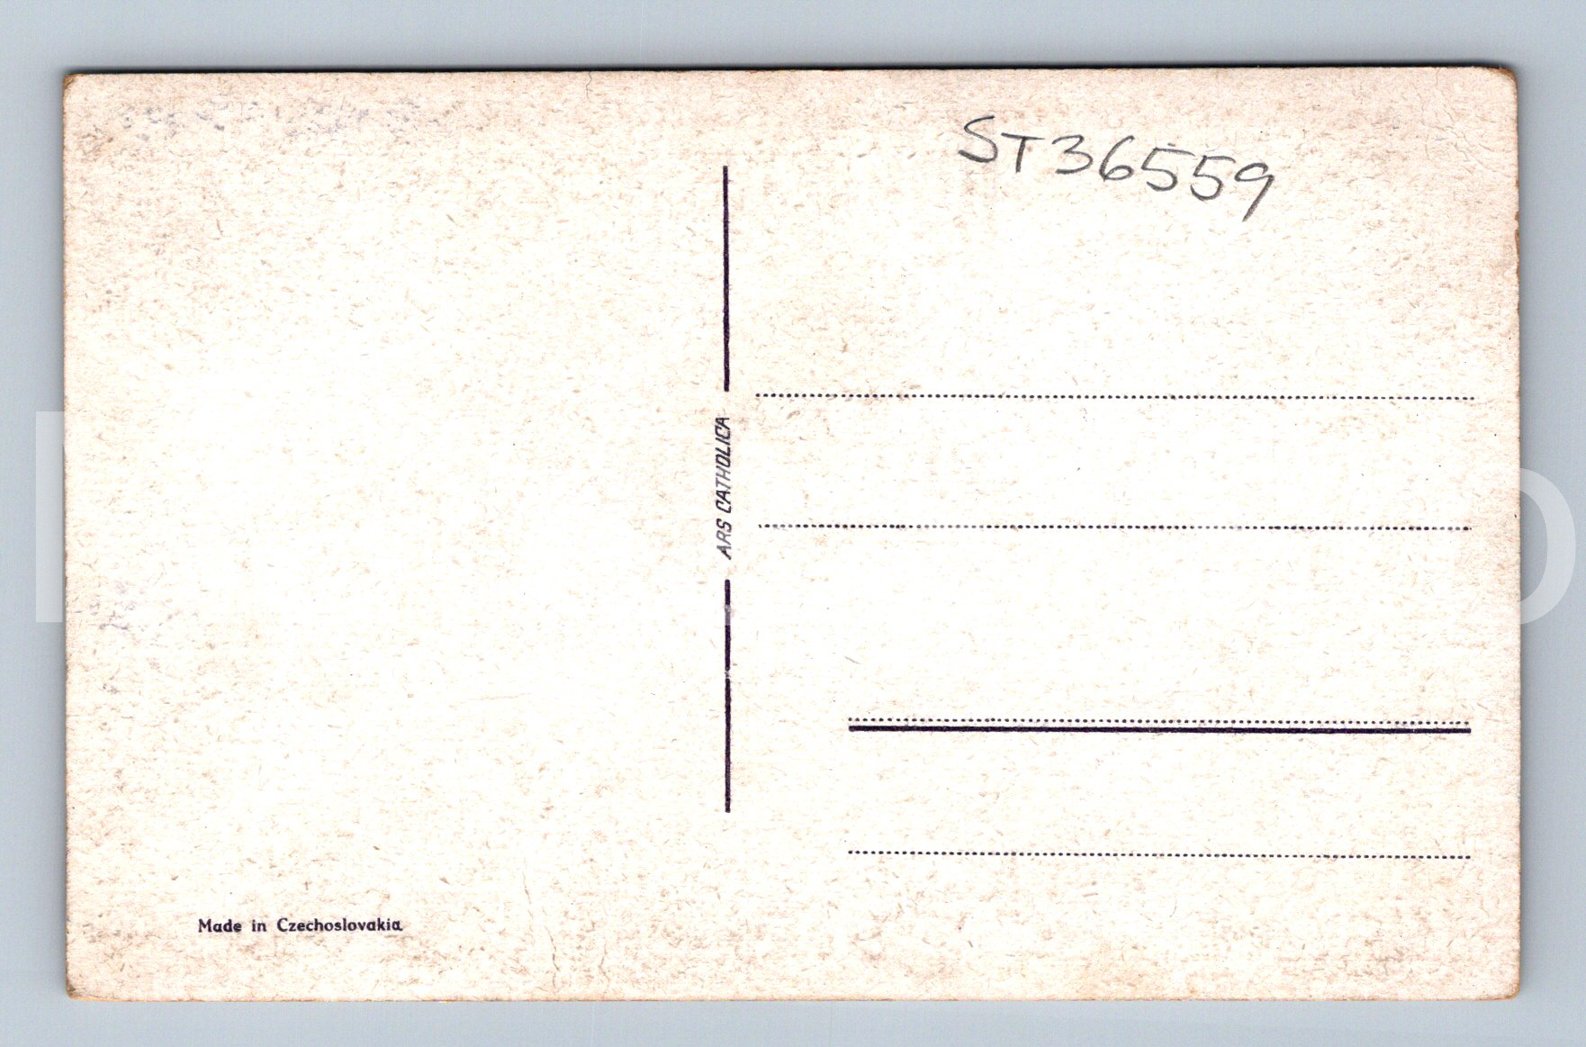 ST36559
ARS CATHOLICA
Made in Czechoslovakia